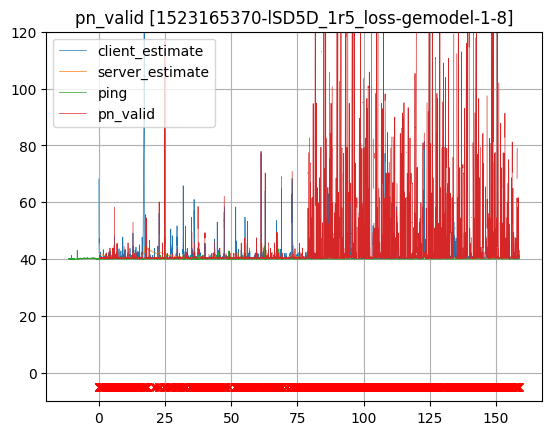 pn_valid [1523165370-lSD5D_1r5_loss-gemodel-1-8]
client_estimate
server_estimate
ping
pn_valid
120
100
80
60
40
20
0
0 25 50 75 100 125 150